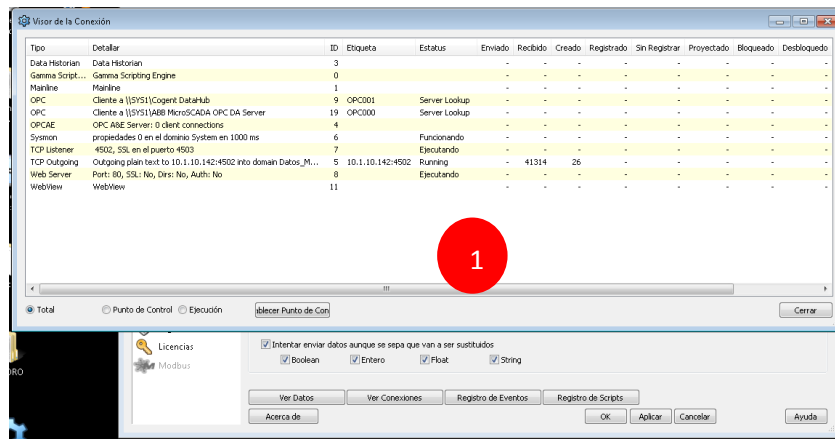 Visor de la Conexión
Tipo Detallar ID Etiqueta Estatus Enviado Recibido Creado Registrado Sin Registrar Proyectado Bloqueado Desbloquedo
Data Historian Data Historian 3 - - - - - - - -
Gamma Script... Gamma Scripting Engine 0 - - - - - - - -
Mainline Mainline 1 - - - - - - - -
OPC Cliente a \\SYS1\Cogent DataHub 9 OPC001 Server Lookup - - - - - - - -
OPC Cliente a \\SYS1\ABB MicroSCADA OPC DA Server 19 OPC000 Server Lookup - - - - - - - -
OPCAE OPC A&E Server: 0 client connections 4 - - - - - - - -
Sysmon propiedades 0 en el dominio System en 1000 ms 6 Funcionando - - - - - - - -
TCP Listener 4502, SSL en el puerto 4503 7 Ejecutando - - - - - - - -
TCP Outgoing Outgoing plain text to 10.1.10.142:4502 into domain Datos_M... 5 10.1.10.142:4502 Running - 41314 26 - - - - -
Web Server Port: 80, SSL: No, Dirs: No, Auth: No 8 Ejecutando - - - - - - - -
WebView WebView 11 - - - - - - - -
1
Total Punto de Control Ejecución ablecer Punto de Con Cerrar
Licencias Intentar enviar datos aunque se sepa que van a ser sustituidos
Modbus Boolean Entero Float String
Ver Datos Ver Conexiones Registro de Eventos Registro de Scripts
Acerca de OK Aplicar Cancelar Ayuda